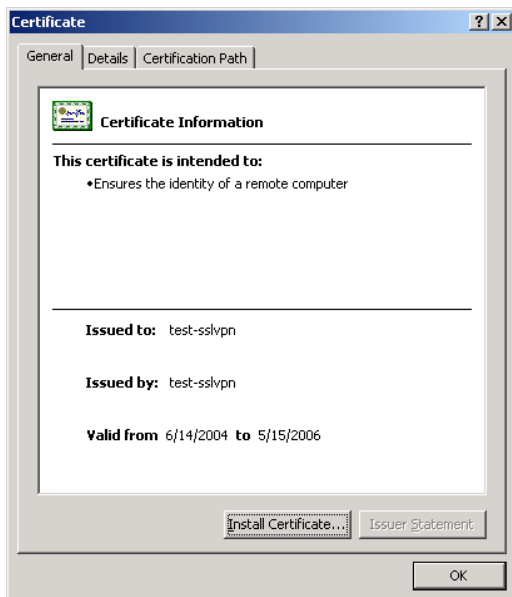 Certificate
General Details Certification Path
Certificate Information
This certificate is intended to:
•Ensures the identity of a remote computer
Issued to: test-sslvpn
Issued by: test-sslvpn
Valid from 6/14/2004 to 5/15/2006
Install Certificate... Issuer Statement
OK